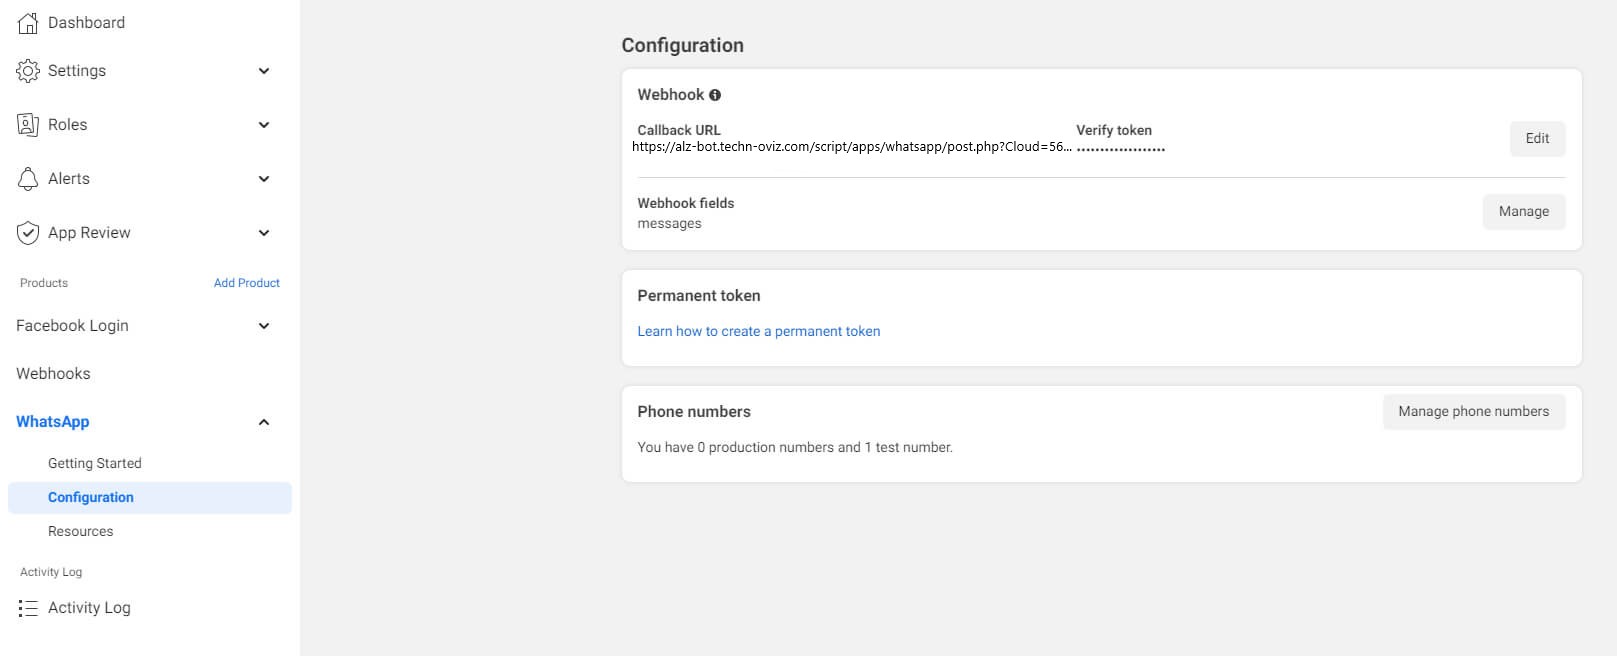 Dashboard
Settings
Roles
Alerts
App Review
Products Add Product
Facebook Login
Webhooks
WhatsApp
Getting Started
Configuration
Resources
Activity Log
Activity Log
Configuration
Webhook
Callback URL Verify token
https://alz-bot.techn-oviz.com/script/apps/whatsapp/post.php?Cloud=56... •••••••••••••••••••
Edit
Webhook fields
messages
Manage
Permanent token
Learn how to create a permanent token
Phone numbers
Manage phone numbers
You have 0 production numbers and 1 test number.